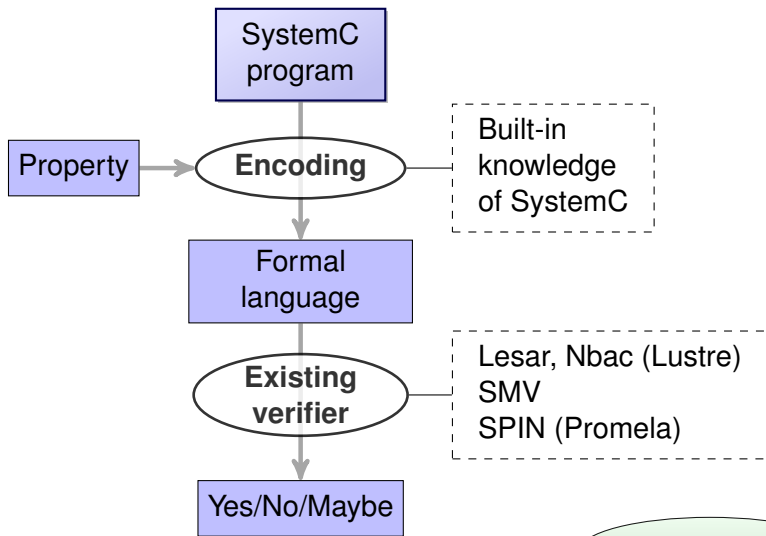 SystemC
program
Property
Encoding
Built-in
knowledge
of SystemC
Formal
language
Existing
verifier
Lesar, Nbac (Lustre)
SMV
SPIN (Promela)
Yes/No/Maybe